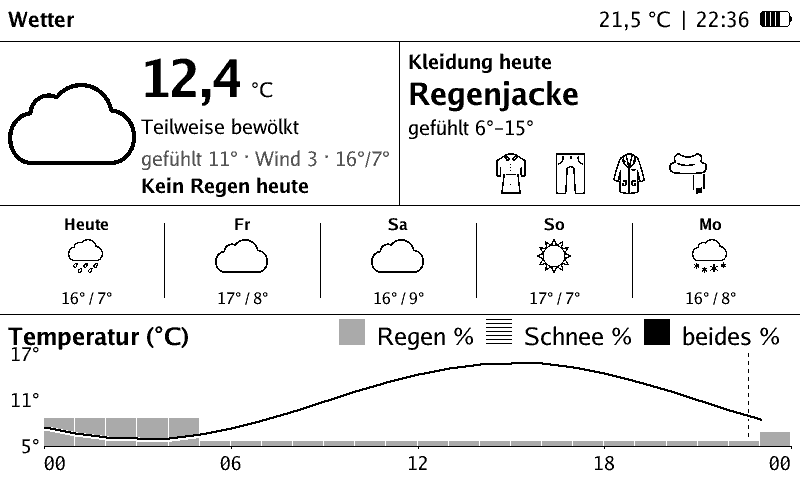 Wetter
21,5 °C | 22:36
12,4 °C
Teilweise bewölkt
gefühlt 11° · Wind 3 · 16°/7°
Kein Regen heute
Kleidung heute
Regenjacke
gefühlt 6°–15°
Heute Fr Sa So Mo
16° / 7° 17° / 8° 16° / 9° 17° / 7° 16° / 8°
Temperatur (°C)
Regen % Schnee % beides %
17°
11°
5°
00 06 12 18 00